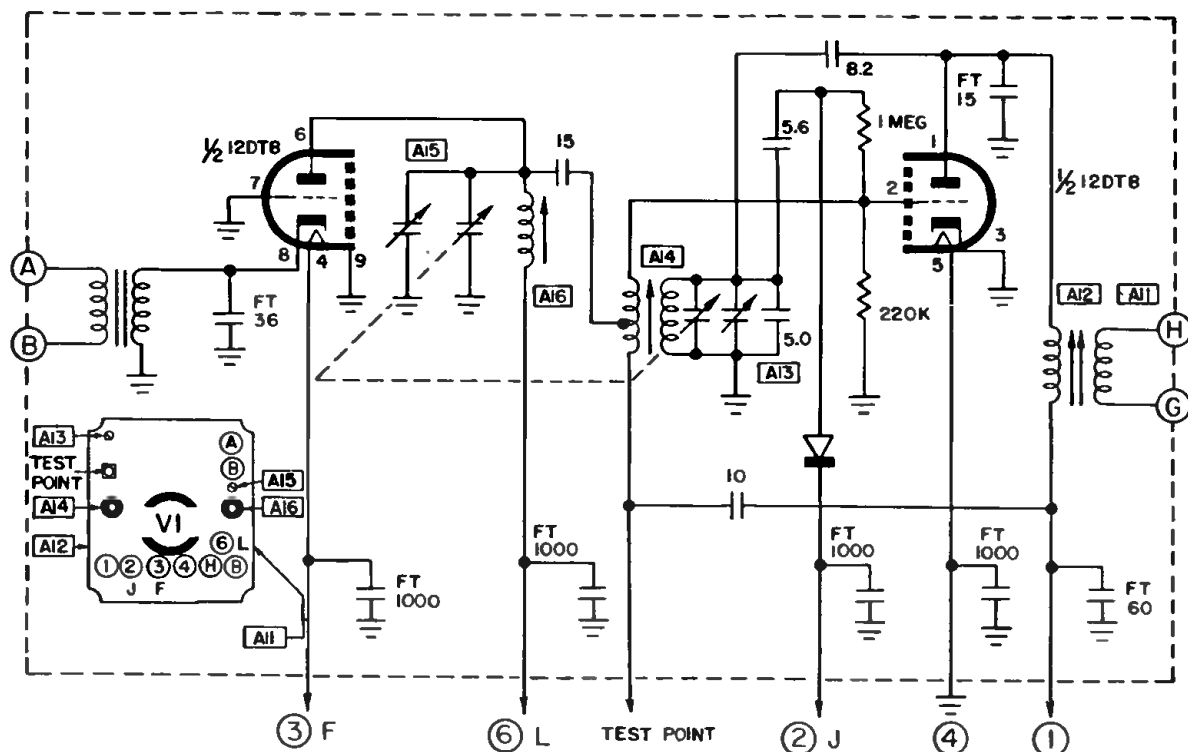 8.2
FT
15
6
½ 12DT8
A15
15
5.6
1 MEG
1
½ 12DT8
7
2
8
4
9
A14
3
5
A
FT
36
A16
220K
A12
A11
H
B
5.0
A13
G
A13
A
TEST
POINT
B
A15
A14
V1
A16
10
A12
6 L
1 2 3 4 H B
J F
FT
1000
FT
1000
FT
1000
FT
1000
FT
60
A11
3 F
6 L
TEST POINT
2 J
4
1